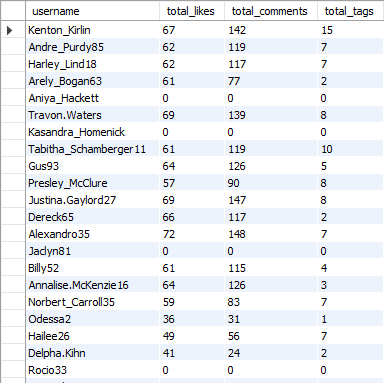 username total_likes total_comments total_tags
Kenton_Kirlin 67 142 15
Andre_Purdy85 62 119 7
Harley_Lind18 62 117 7
Arely_Bogan63 61 77 2
Aniya_Hackett 0 0 0
Travon.Waters 69 139 8
Kasandra_Homenick 0 0 0
Tabitha_Schamberger11 61 119 10
Gus93 64 126 5
Presley_McClure 57 90 8
Justina.Gaylord27 69 147 8
Dereck65 66 117 2
Alexandro35 72 148 7
Jaclyn81 0 0 0
Billy52 61 115 4
Annalise.McKenzie16 64 126 3
Norbert_Carroll35 59 83 7
Odessa2 36 31 1
Hailee26 49 56 7
Delpha.Kihn 41 24 2
Rocio33 0 0 0